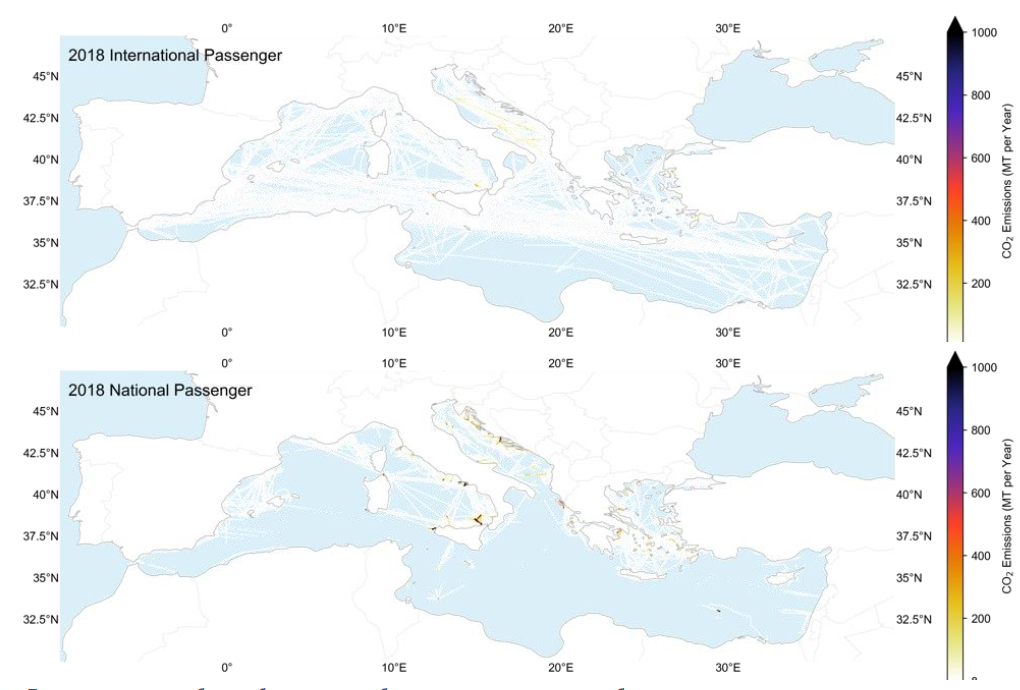 0° 10°E 20°E 30°E
2018 International Passenger
1000
45°N 45°N
800
42.5°N 42.5°N
40°N 40°N
600
37.5°N 37.5°N
400
35°N 35°N
200
32.5°N 32.5°N
CO2 Emissions (MT per Year)
0° 10°E 20°E 30°E
0° 10°E 20°E 30°E
2018 National Passenger
1000
45°N 45°N
800
42.5°N 42.5°N
40°N 40°N
600
37.5°N 37.5°N
400
35°N 35°N
200
32.5°N 32.5°N
CO2 Emissions (MT per Year)
0° 10°E 20°E 30°E